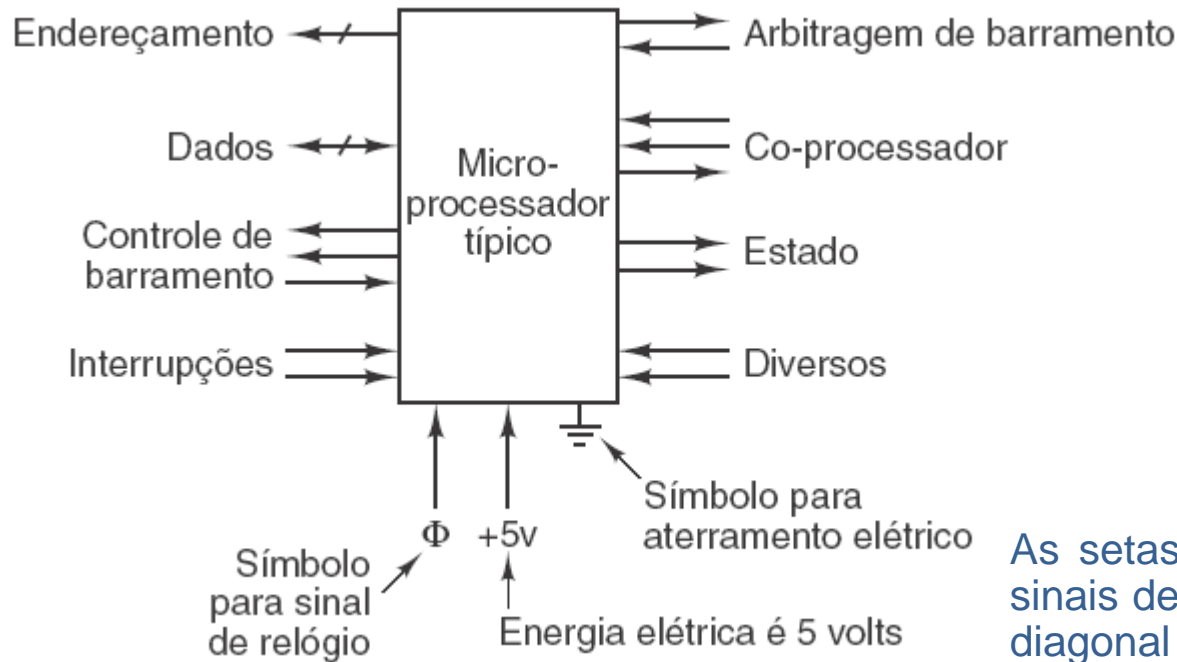 Endereçamento
Dados
Controle de
barramento
Interrupções
Micro-
processador
típico
Arbitragem de barramento
Co-processador
Estado
Diversos
Φ +5v
Símbolo
para sinal
de relógio
Energia elétrica é 5 volts
Símbolo para
aterramento elétrico
As setas
sinais de
diagonal